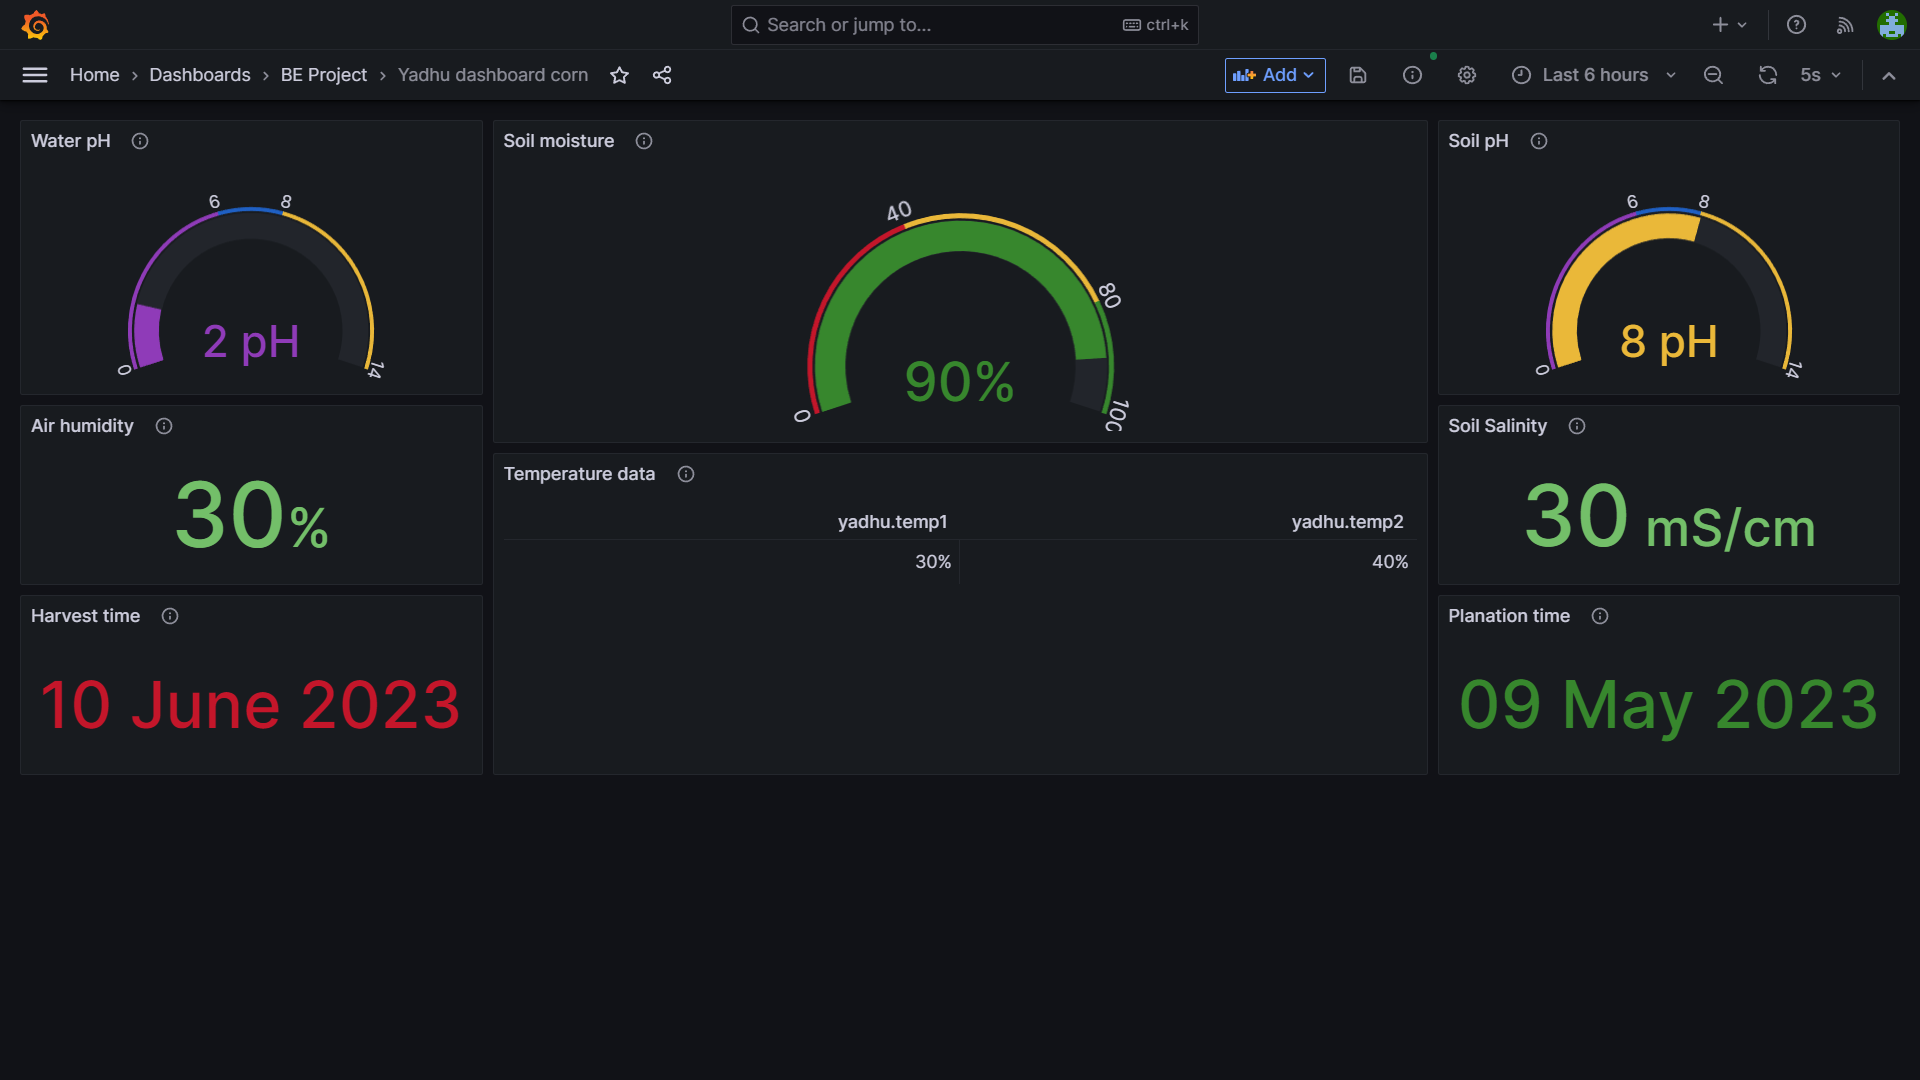 Search or jump to...
ctrl+k
Home › Dashboards › BE Project › Yadhu dashboard corn
Add
Last 6 hours
5s
Water pH
0
6
8
14
2 pH
Soil moisture
0
40
80
100
90%
Soil pH
0
6
8
14
8 pH
Air humidity
30%
Temperature data
yadhu.temp1 yadhu.temp2
30% 40%
Soil Salinity
30 mS/cm
Harvest time
10 June 2023
Planation time
09 May 2023